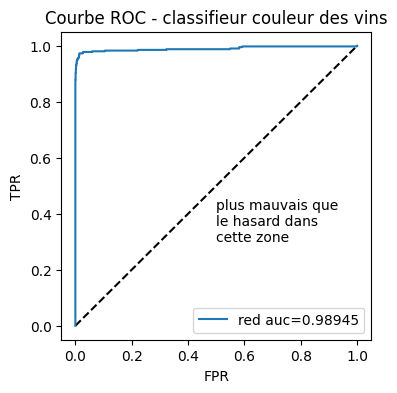 Courbe ROC - classifieur couleur des vins
1.0
0.8
0.6
0.4
0.2
0.0
TPR
plus mauvais que
le hasard dans
cette zone
red auc=0.98945
0.0 0.2 0.4 0.6 0.8 1.0
FPR